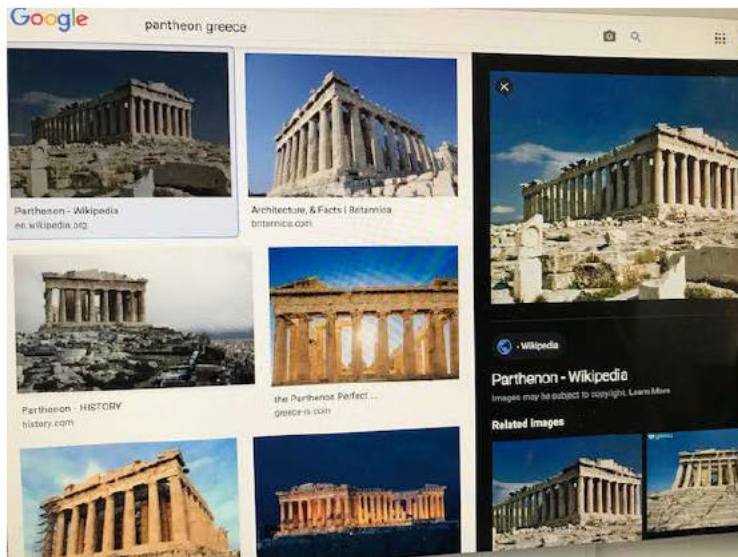 Google
pantheon greece
Parthenon - Wikipedia
en.wikipedia.org
Architecture, & Facts | Britannica
britannica.com
Parthenon - HISTORY
history.com
the Parthenon Perfect ...
greece-is.com
- Wikipedia
Parthenon - Wikipedia
Images may be subject to copyright. Learn More
Related images